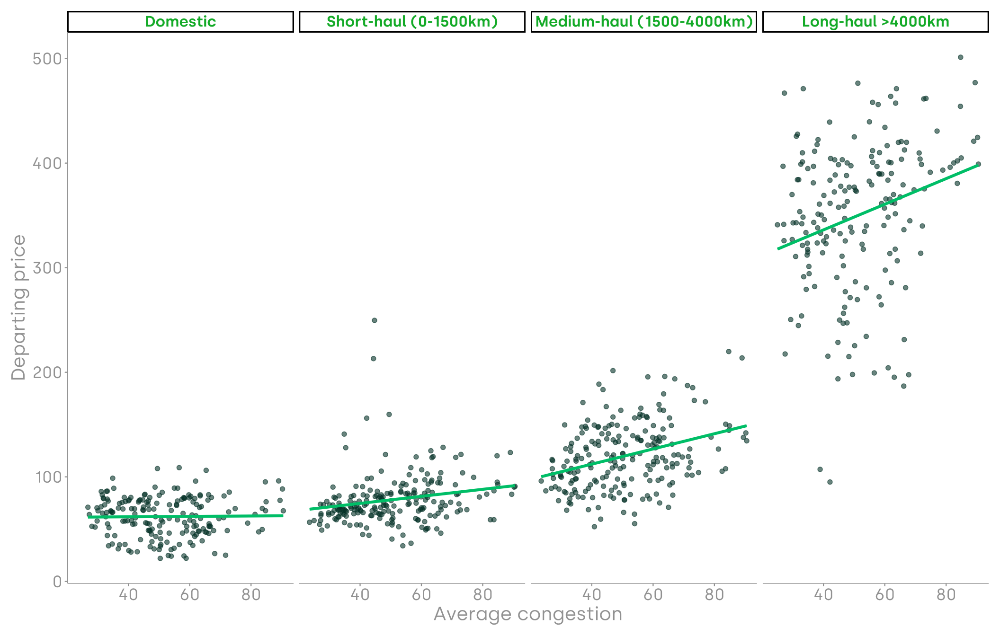 Domestic
Short-haul (0-1500km)
Medium-haul (1500-4000km)
Long-haul >4000km
500
400
300
200
100
0
Departing price
40 60 80
40 60 80
40 60 80
40 60 80
Average congestion